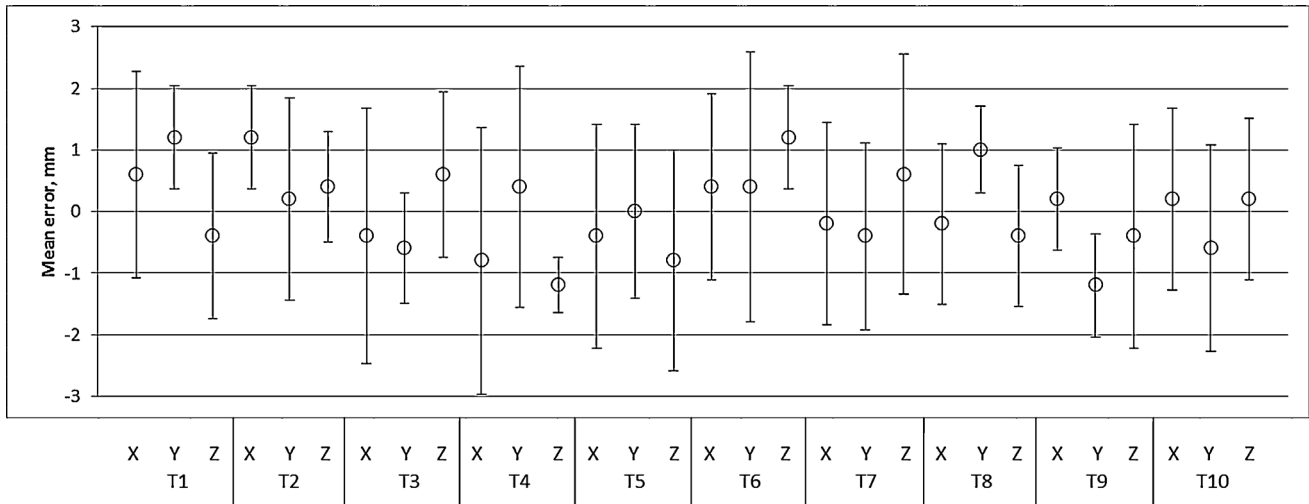 3
2
1
0
-1
-2
-3
Mean error, mm
X Y Z X Y Z X Y Z X Y Z X Y Z X Y Z X Y Z X Y Z X Y Z X Y Z
T1 T2 T3 T4 T5 T6 T7 T8 T9 T10